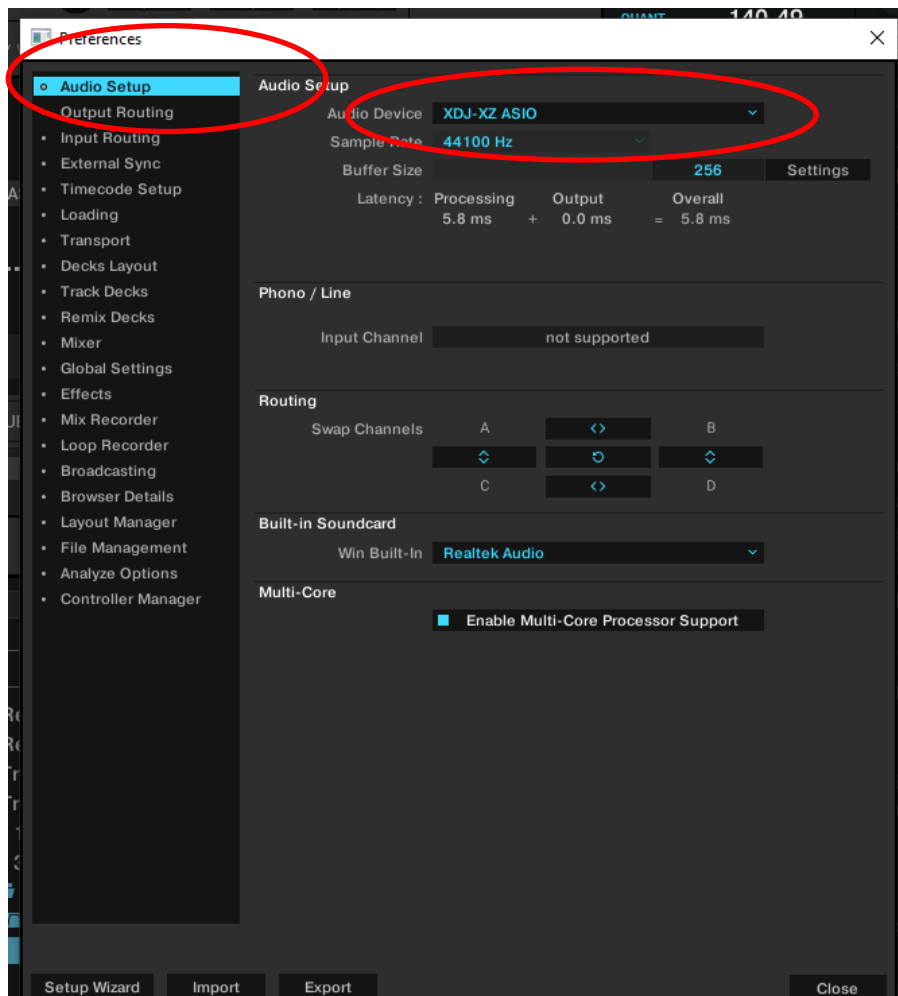 QUANT 140.49
Preferences
Audio Setup
Output Routing
Input Routing
External Sync
Timecode Setup
Loading
Transport
Decks Layout
Track Decks
Remix Decks
Mixer
Global Settings
Effects
Mix Recorder
Loop Recorder
Broadcasting
Browser Details
Layout Manager
File Management
Analyze Options
Controller Manager
Audio Setup
Audio Device XDJ-XZ ASIO
Sample Rate 44100 Hz
Buffer Size 256 Settings
Latency : Processing Output Overall
5.8 ms + 0.0 ms = 5.8 ms
Phono / Line
Input Channel not supported
Routing
Swap Channels A B
C D
Built-in Soundcard
Win Built-In Realtek Audio
Multi-Core
Enable Multi-Core Processor Support
Setup Wizard Import Export Close